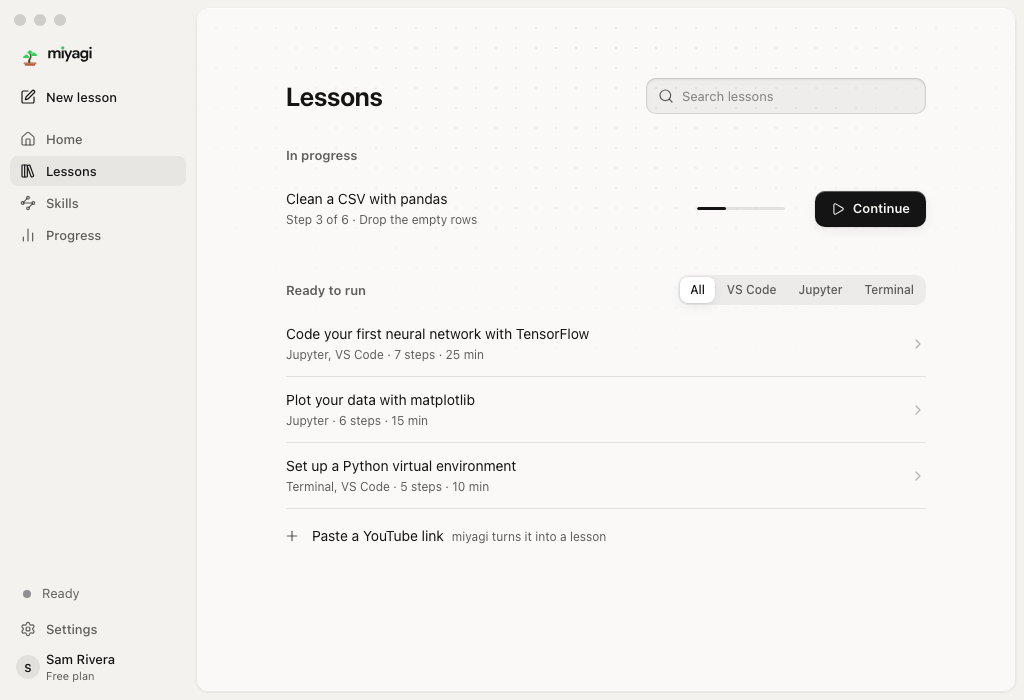 miyagi
New lesson
Home
Lessons
Skills
Progress
Ready
Settings
S
Sam Rivera
Free plan
Lessons
Search lessons
In progress
Clean a CSV with pandas
Step 3 of 6 · Drop the empty rows
Continue
Ready to run
All VS Code Jupyter Terminal
Code your first neural network with TensorFlow
Jupyter, VS Code · 7 steps · 25 min
Plot your data with matplotlib
Jupyter · 6 steps · 15 min
Set up a Python virtual environment
Terminal, VS Code · 5 steps · 10 min
Paste a YouTube link miyagi turns it into a lesson